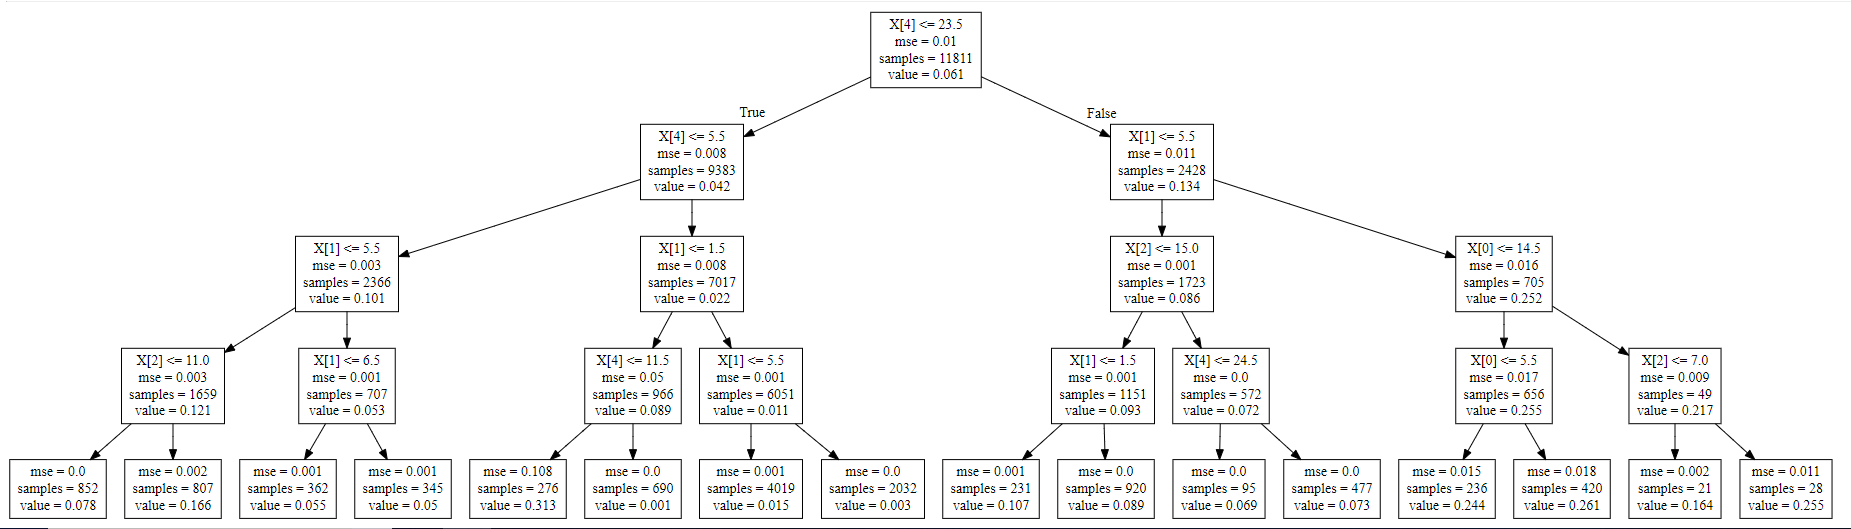 X[4] <= 23.5
mse = 0.01
samples = 11811
value = 0.061
True
False
X[4] <= 5.5
mse = 0.008
samples = 9383
value = 0.042
X[1] <= 5.5
mse = 0.011
samples = 2428
value = 0.134
X[1] <= 5.5
mse = 0.003
samples = 2366
value = 0.101
X[1] <= 1.5
mse = 0.008
samples = 7017
value = 0.022
X[2] <= 15.0
mse = 0.001
samples = 1723
value = 0.086
X[0] <= 14.5
mse = 0.016
samples = 705
value = 0.252
X[2] <= 11.0
mse = 0.003
samples = 1659
value = 0.121
X[1] <= 6.5
mse = 0.001
samples = 707
value = 0.053
X[4] <= 11.5
mse = 0.05
samples = 966
value = 0.089
X[1] <= 5.5
mse = 0.001
samples = 6051
value = 0.011
X[1] <= 1.5
mse = 0.001
samples = 1151
value = 0.093
X[4] <= 24.5
mse = 0.0
samples = 572
value = 0.072
X[0] <= 5.5
mse = 0.017
samples = 656
value = 0.255
X[2] <= 7.0
mse = 0.009
samples = 49
value = 0.217
mse = 0.0
samples = 852
value = 0.078
mse = 0.002
samples = 807
value = 0.166
mse = 0.001
samples = 362
value = 0.055
mse = 0.001
samples = 345
value = 0.05
mse = 0.108
samples = 276
value = 0.313
mse = 0.0
samples = 690
value = 0.001
mse = 0.001
samples = 4019
value = 0.015
mse = 0.0
samples = 2032
value = 0.003
mse = 0.001
samples = 231
value = 0.107
mse = 0.0
samples = 920
value = 0.089
mse = 0.0
samples = 95
value = 0.069
mse = 0.0
samples = 477
value = 0.073
mse = 0.015
samples = 236
value = 0.244
mse = 0.018
samples = 420
value = 0.261
mse = 0.002
samples = 21
value = 0.164
mse = 0.011
samples = 28
value = 0.255